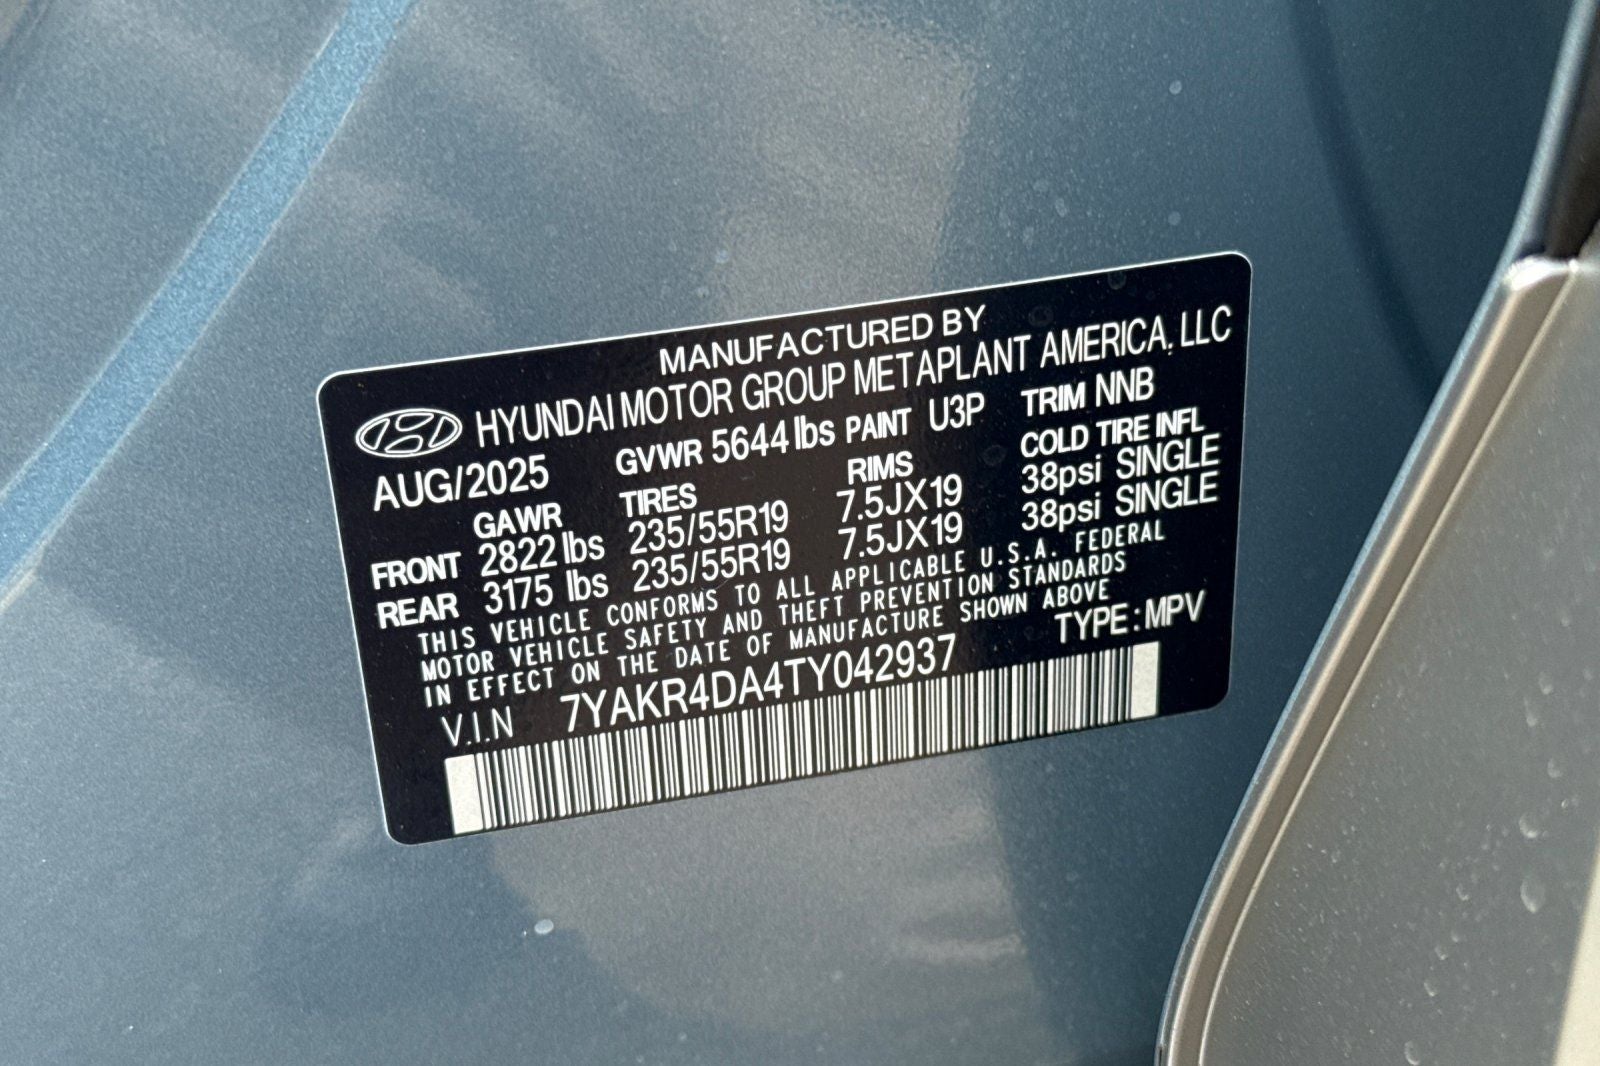 MANUFACTURED BY
HYUNDAI MOTOR GROUP METAPLANT AMERICA, LLC
AUG/2025 GVWR 5644 lbs PAINT U3P TRIM NNB
GAWR TIRES RIMS COLD TIRE INFL
FRONT 2822 lbs 235/55R19 7.5JX19 38psi SINGLE
REAR 3175 lbs 235/55R19 7.5JX19 38psi SINGLE
THIS VEHICLE CONFORMS TO ALL APPLICABLE U.S.A. FEDERAL
MOTOR VEHICLE SAFETY AND THEFT PREVENTION STANDARDS
IN EFFECT ON THE DATE OF MANUFACTURE SHOWN ABOVE
V.I.N 7YAKR4DA4TY042937 TYPE : MPV